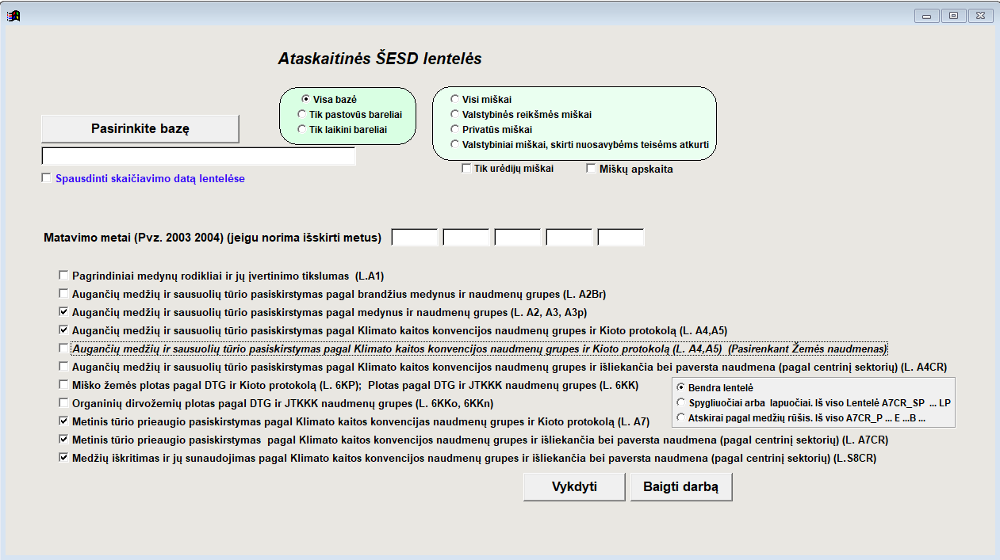 Ataskaitinės ŠESD lentelės
Visa bazė
Tik pastovūs bareliai
Tik laikini bareliai
Visi miškai
Valstybinės reikšmės miškai
Privatūs miškai
Valstybiniai miškai, skirti nuosavybėms teisėms atkurti
Pasirinkite bazę
Tik urėdijų miškai
Miškų apskaita
Spausdinti skaičiavimo datą lentelėse
Matavimo metai (Pvz. 2003 2004) (jeigu norima išskirti metus)
Pagrindiniai medynų rodikliai ir jų įvertinimo tikslumas (L.A1)
Augančių medžių ir sausuolių tūrio pasiskirstymas pagal brandžius medynus ir naudmenų grupes (L. A2Br)
Augančių medžių ir sausuolių tūrio pasiskirstymas pagal medynus ir naudmenų grupes (L. A2, A3, A3p)
Augančių medžių ir sausuolių tūrio pasiskirstymas pagal Klimato kaitos konvencijos naudmenų grupes ir Kioto protokolą (L. A4,A5)
Augančių medžių ir sausuolių tūrio pasiskirstymas pagal Klimato kaitos konvencijos naudmenų grupes ir Kioto protokolą (L. A4,A5) (Pasirenkant Žemės naudmenas)
Augančių medžių ir sausuolių tūrio pasiskirstymas pagal Klimato kaitos konvencijos naudmenų grupes ir išliekančia bei paversta naudmena (pagal centrinį sektorių) (L. A4CR)
Miško žemės plotas pagal DTG ir Kioto protokolą (L. 6KP); Plotas pagal DTG ir JTKKK naudmenų grupes (L. 6KK)
Organinių dirvožemių plotas pagal DTG ir JTKKK naudmenų grupes (L. 6KKo, 6KKn)
Bendra lentelė
Spygliuočiai arba lapuočiai. Iš viso Lentelė A7CR_SP ... LP
Atskirai pagal medžių rūšis. Iš viso A7CR_P ... E ...B ...
Metinis tūrio prieaugio pasiskirstymas pagal Klimato kaitos konvencijas naudmenų grupes ir Kioto protokolą (L. A7)
Metinis tūrio prieaugio pasiskirstymas pagal Klimato kaitos konvencijos naudmenų grupes ir išliekančia bei paversta naudmena (pagal centrinį sektorių) (L. A7CR)
Medžių iškritimas ir jų sunaudojimas pagal Klimato kaitos konvencijos naudmenų grupes ir išliekančia bei paversta naudmena (pagal centrinį sektorių) (L.S8CR)
Vykdyti
Baigti darbą